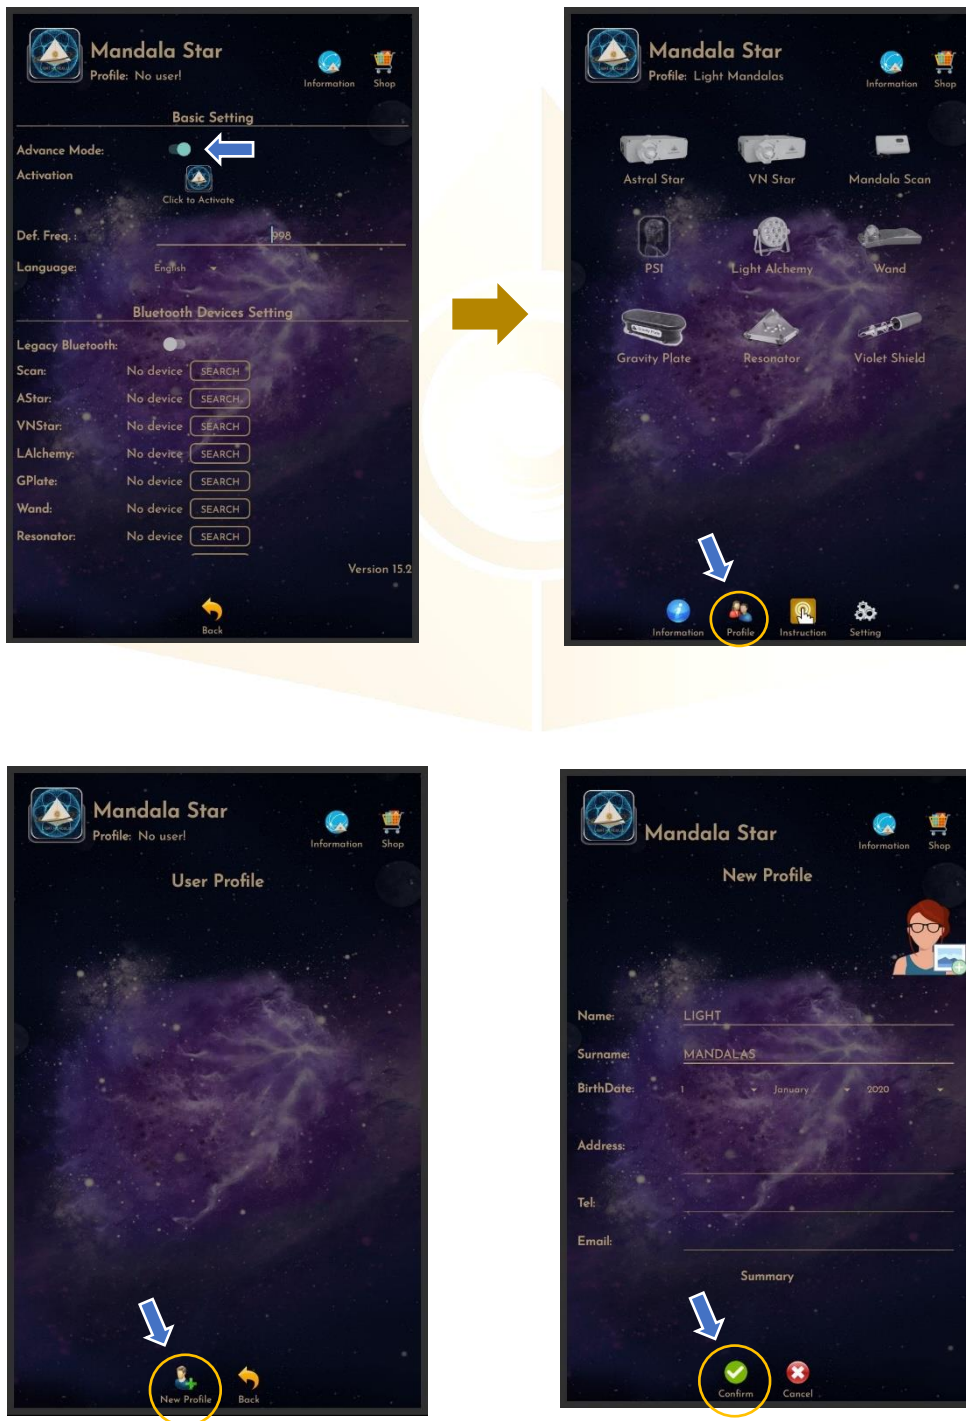 Mandala Star
Profile: No user!
Information
Shop
Basic Setting
Advance Mode:
Activation
Click to Activate
Def. Freq. :
998
Language:
English
Bluetooth Devices Setting
Legacy Bluetooth:
Scan: No device SEARCH
AStar: No device SEARCH
VNStar: No device SEARCH
LAlchemy: No device SEARCH
GPlate: No device SEARCH
Wand: No device SEARCH
Resonator: No device SEARCH
Version 15.2
Back
Mandala Star
Profile: Light Mandalas
Information
Shop
Astral Star
VN Star
Mandala Scan
PSI
Light Alchemy
Wand
Gravity Plate
Resonator
Violet Shield
Information
Profile
Instruction
Setting
Mandala Star
Profile: No user!
Information
Shop
User Profile
New Profile
Back
Mandala Star
Information
Shop
New Profile
Name: LIGHT
Surname: MANDALAS
BirthDate: 1 January 2020
Address:
Tel:
Email:
Summary
Confirm
Cancel